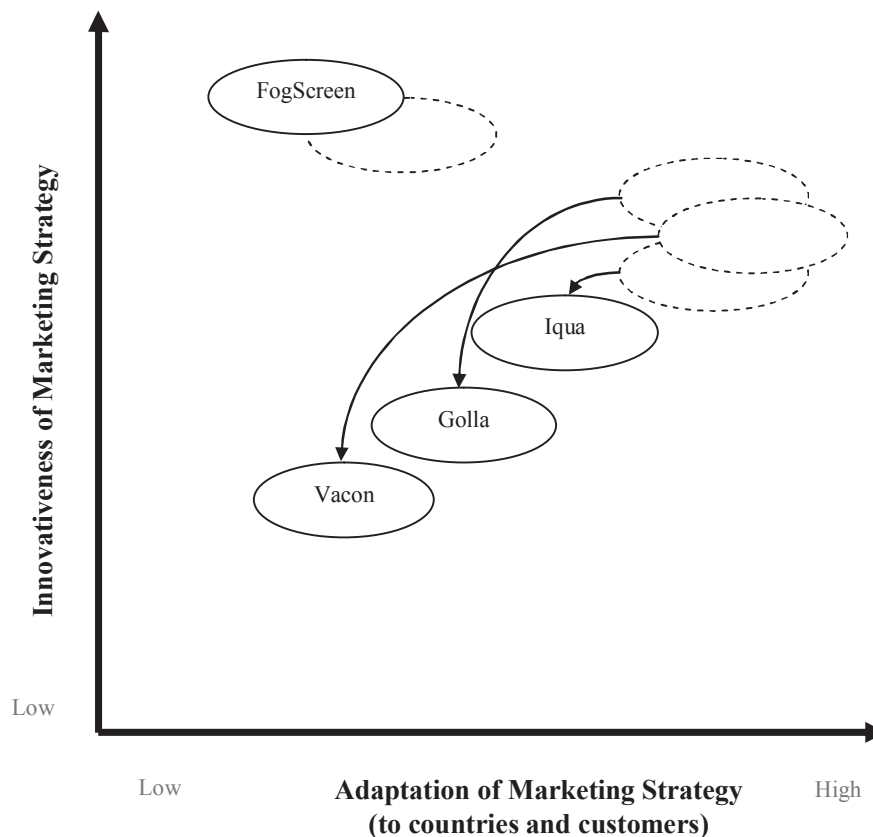 FogScreen
Innovativeness of Marketing Strategy
Iqua
Golla
Vacon
Low
Low
Adaptation of Marketing Strategy
(to countries and customers)
High